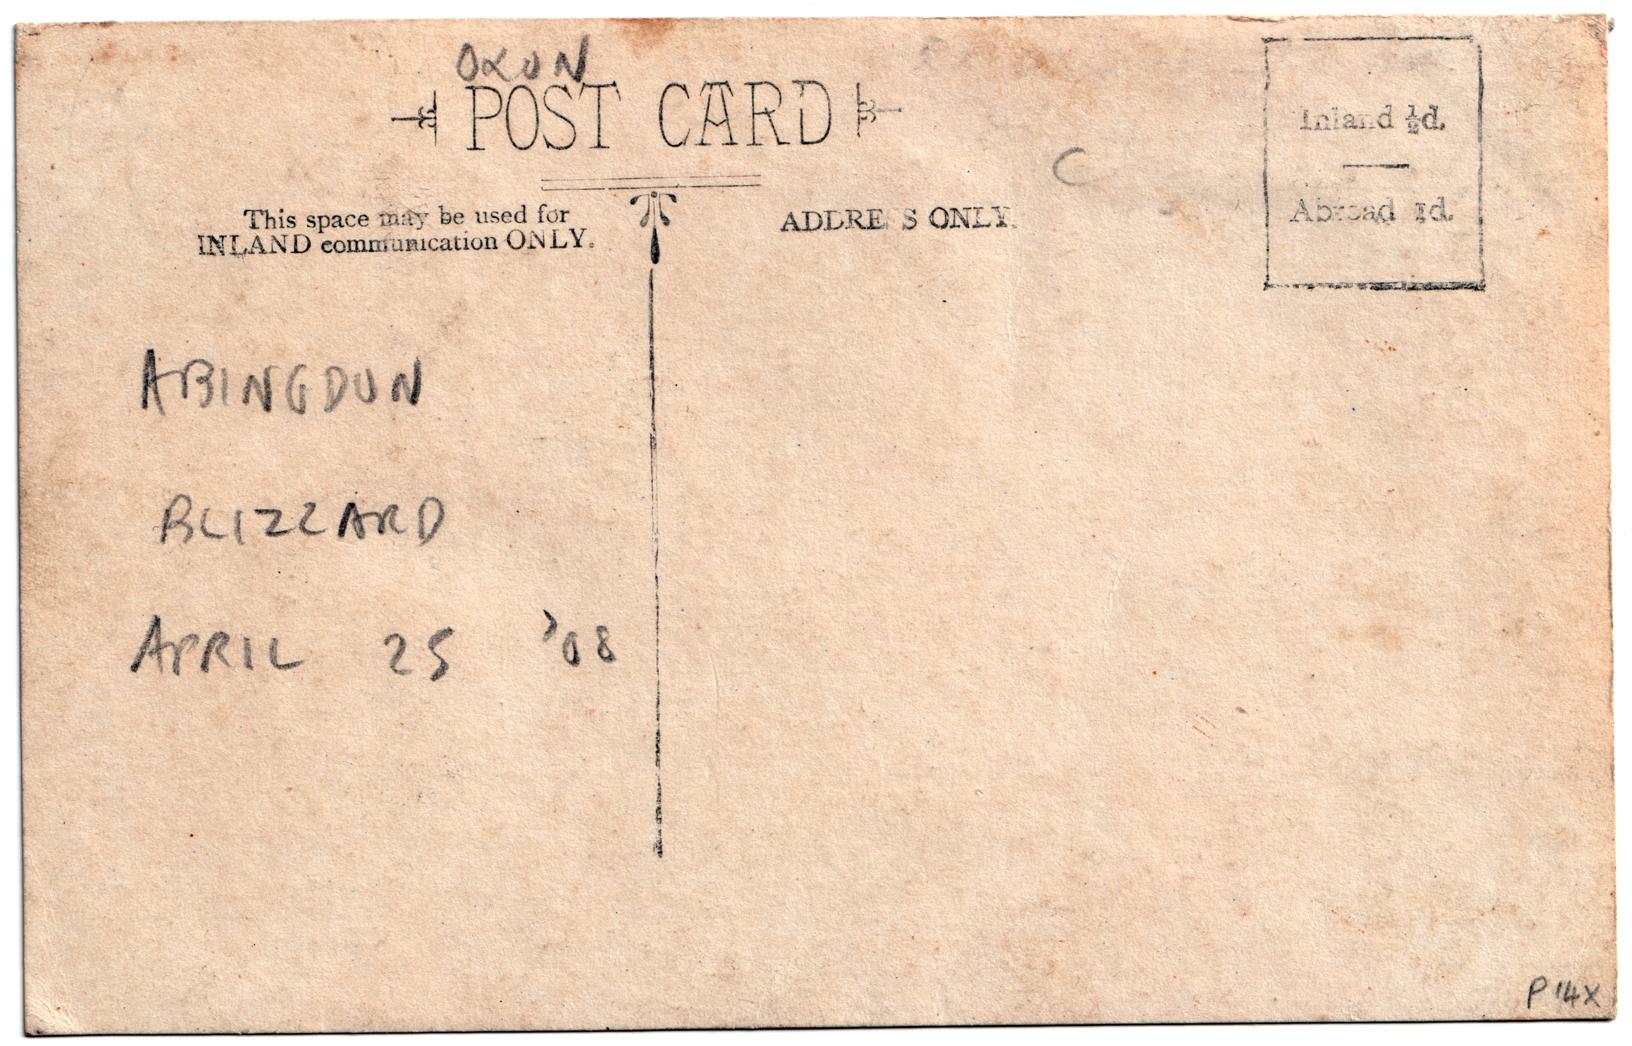 OXON
POST CARD
This space may be used for
INLAND communication ONLY.
ADDRESS ONLY.
Inland ½d.
Abroad 1d.
C
ABINGDON
BLIZZARD
APRIL 25 '08
P 14X